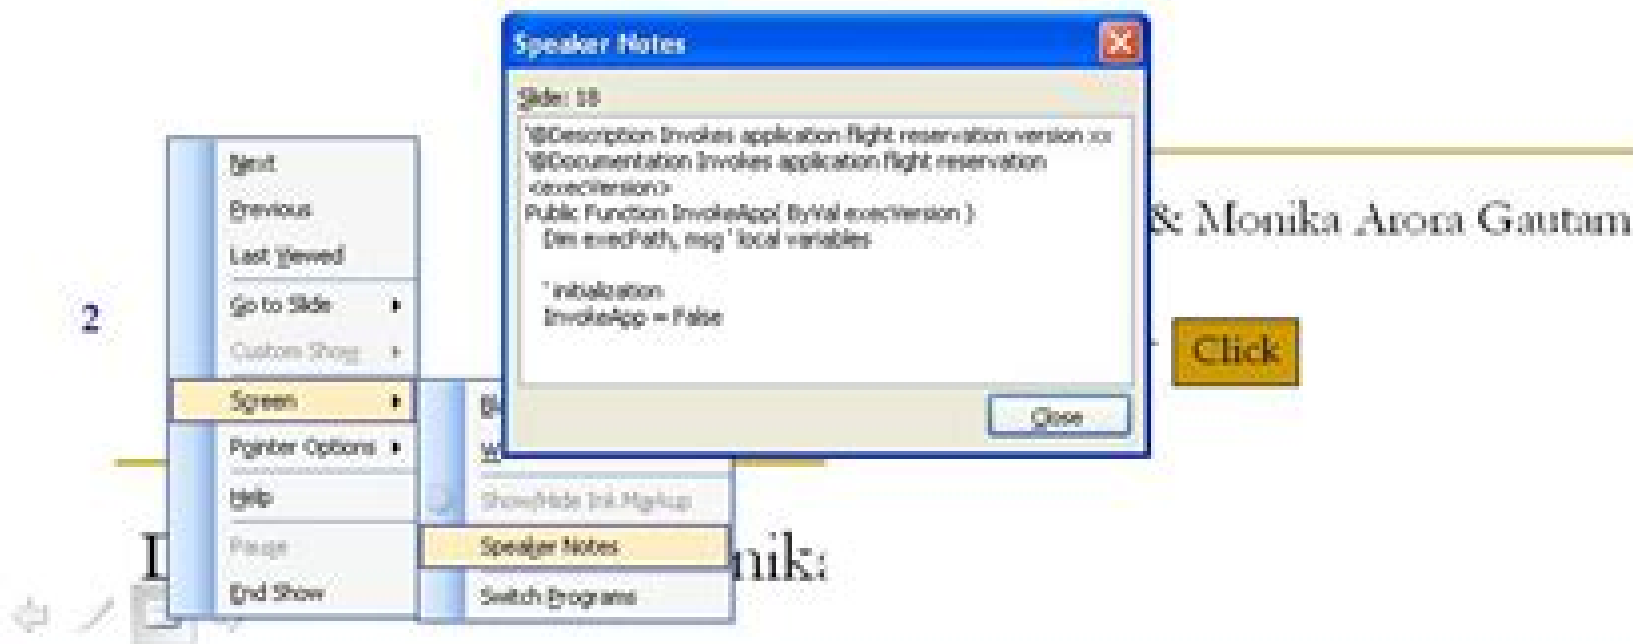 Speaker Notes
Slide: 18
'@Description Invokes application flight reservation version xx
'@Documentation Invokes application flight reservation
<execVersion>
Public Function InvokeApp( ByVal execVersion )
Dim execPath, msg ' local variables
' initialization
InvokeApp = False
Close
& Monika Arora Gautam
Click
2
Next
Previous
Last Viewed
Go to Slide
Custom Show
Screen
Pointer Options
Help
Pause
End Show
Show/Hide Ink Markup
Speaker Notes
Switch Programs